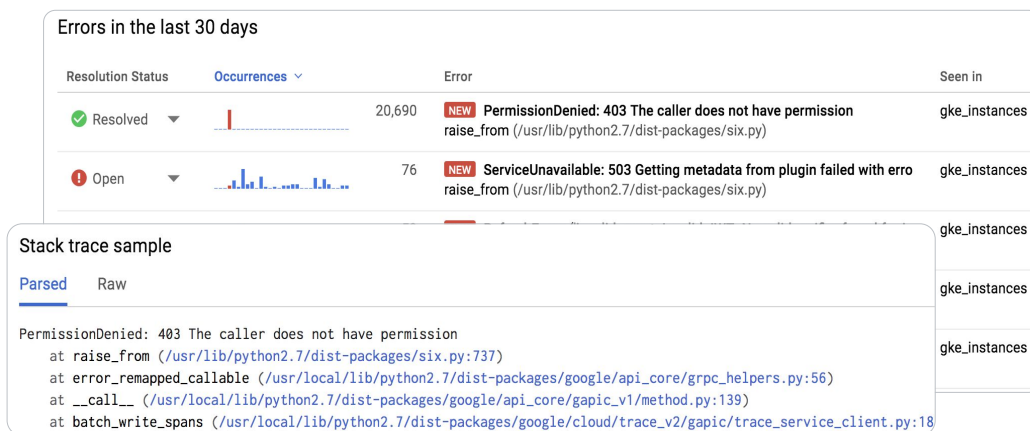 Errors in the last 30 days
Resolution Status Occurrences Error Seen in
Resolved 20,690 NEW PermissionDenied: 403 The caller does not have permission gke_instances
raise_from (/usr/lib/python2.7/dist-packages/six.py)
Open 76 NEW ServiceUnavailable: 503 Getting metadata from plugin failed with erro gke_instances
raise_from (/usr/lib/python2.7/dist-packages/six.py)
gke_instances
gke_instances
gke_instances
Stack trace sample
Parsed Raw
PermissionDenied: 403 The caller does not have permission
at raise_from (/usr/lib/python2.7/dist-packages/six.py:737)
at error_remapped_callable (/usr/local/lib/python2.7/dist-packages/google/api_core/grpc_helpers.py:56)
at __call__ (/usr/local/lib/python2.7/dist-packages/google/api_core/gapic_v1/method.py:139)
at batch_write_spans (/usr/local/lib/python2.7/dist-packages/google/cloud/trace_v2/gapic/trace_service_client.py:18